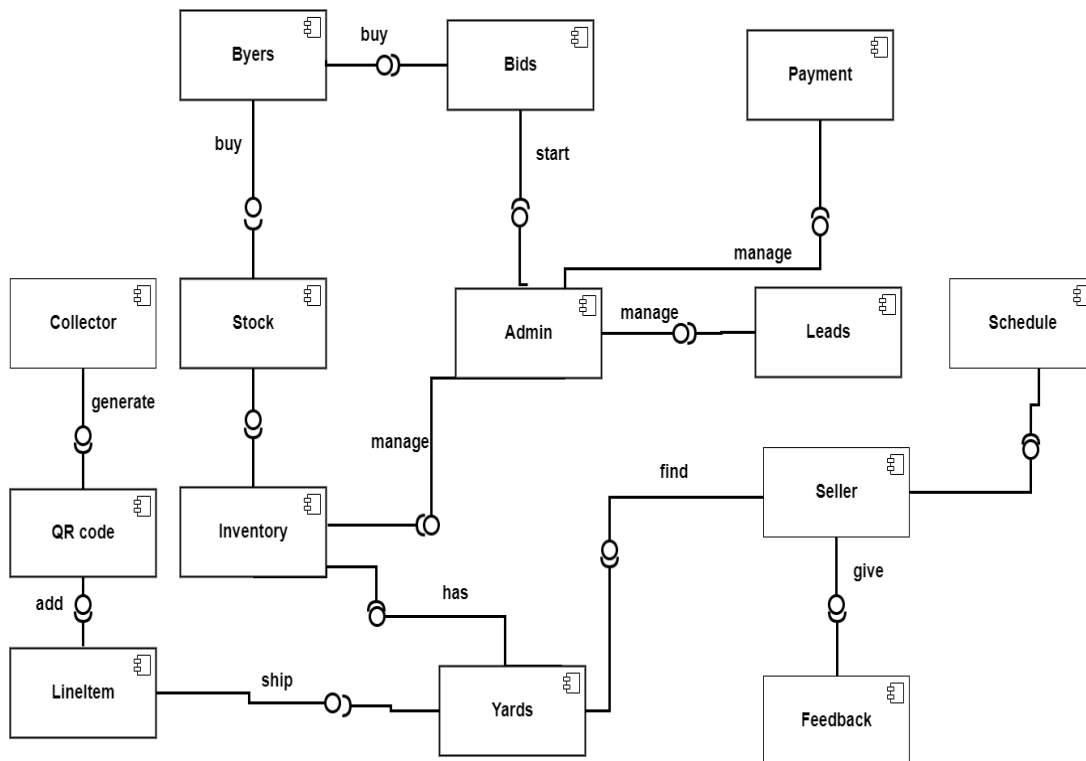 buy
Byers
Bids
Payment
buy
start
manage
Collector
Stock
Admin
manage
Leads
Schedule
generate
manage
find
Seller
QR code
Inventory
give
add
has
ship
LineItem
Yards
Feedback